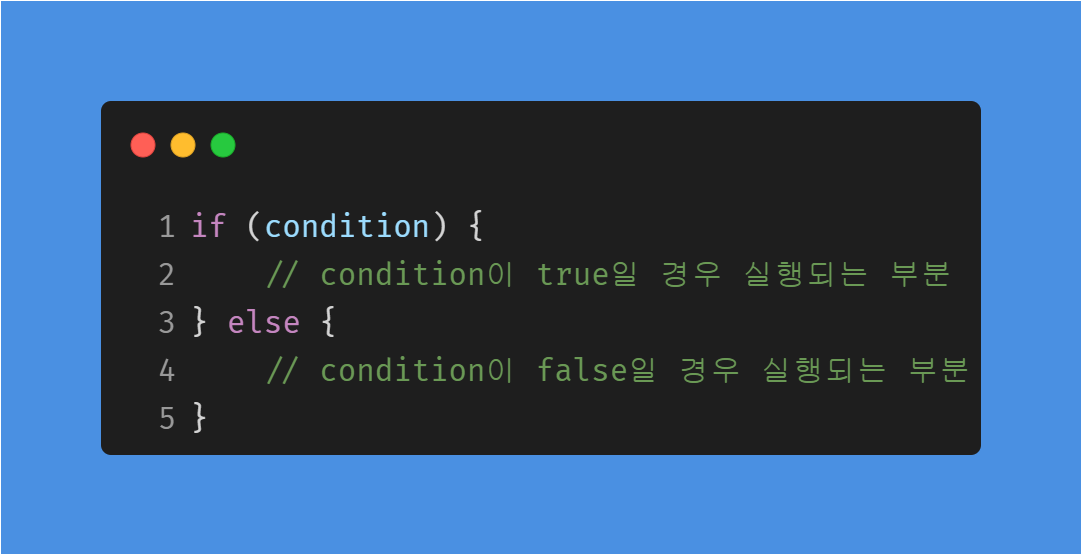 1 if (condition) {
2     // condition이 true일 경우 실행되는 부분
3 } else {
4     // condition이 false일 경우 실행되는 부분
5 }